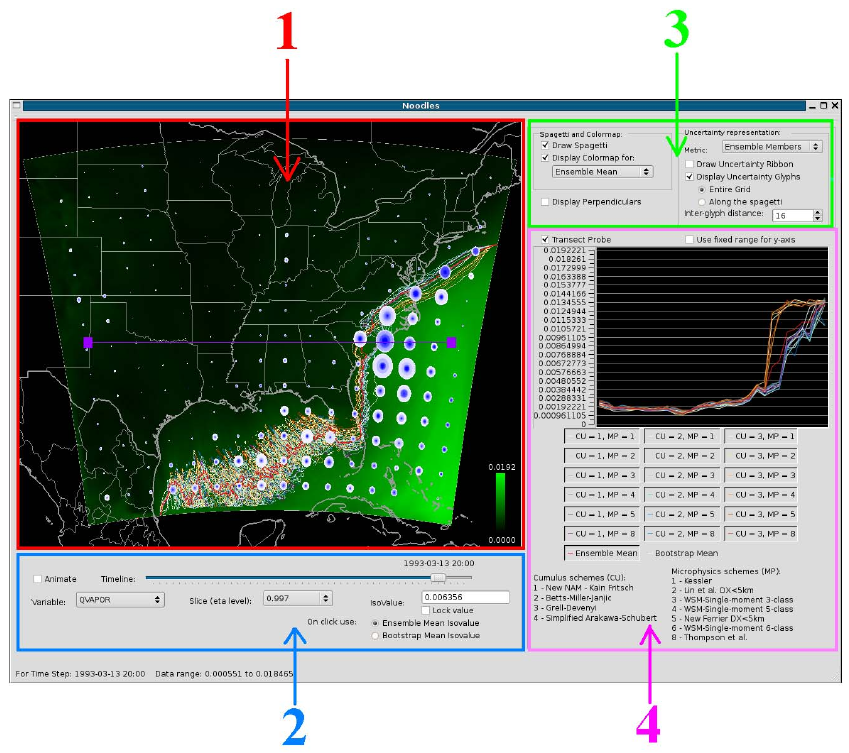 1
3
Noodles
Spagetti and Colormap:
Draw Spagetti
Display Colormap for:
Ensemble Mean
Display Perpendiculars
Uncertainty representation:
Metric:
Ensemble Members
Draw Uncertainty Ribbon
Display Uncertainty Glyphs
Entire Grid
Along the spagetti
Inter-glyph distance:
16
0.0192
0.0000
Transect Probe
Use fixed range for y-axis
0.0192221
0.018261
0.0172999
0.0163388
0.0153777
0.0144166
0.0134555
0.0124944
0.0115333
0.0105721
0.00961105
0.00864994
0.00768884
0.00672773
0.00576663
0.00480552
0.00384442
0.00288331
0.00192221
0.000961105
0
CU = 1, MP = 1
CU = 2, MP = 1
CU = 3, MP = 1
CU = 1, MP = 2
CU = 2, MP = 2
CU = 3, MP = 2
CU = 1, MP = 3
CU = 2, MP = 3
CU = 3, MP = 3
CU = 1, MP = 4
CU = 2, MP = 4
CU = 3, MP = 4
CU = 1, MP = 5
CU = 2, MP = 5
CU = 3, MP = 5
CU = 1, MP = 8
CU = 2, MP = 8
CU = 3, MP = 8
Ensemble Mean
Bootstrap Mean
Cumulus schemes (CU):
1 - New NAM - Kain Fritsch
2 - Betts-Miller-Janjic
3 - Grell-Devenyi
4 - Simplified Arakawa-Schubert
Microphysics schemes (MP):
1 - Kessler
2 - Lin et al. DX<5km
3 - WSM-Single-moment 3-class
4 - WSM-Single-moment 5-class
5 - New Ferrier DX<5km
6 - WSM-Single-moment 6-class
8 - Thompson et al.
1993-03-13 20:00
Animate
Timeline:
Variable:
QVAPOR
Slice (eta level):
0.997
IsoValue:
0.006356
Lock value
On click use:
Ensemble Mean Isovalue
Bootstrap Mean Isovalue
For Time Step: 1993-03-13 20:00
Data range: 0.000551 to 0.018465
2
4